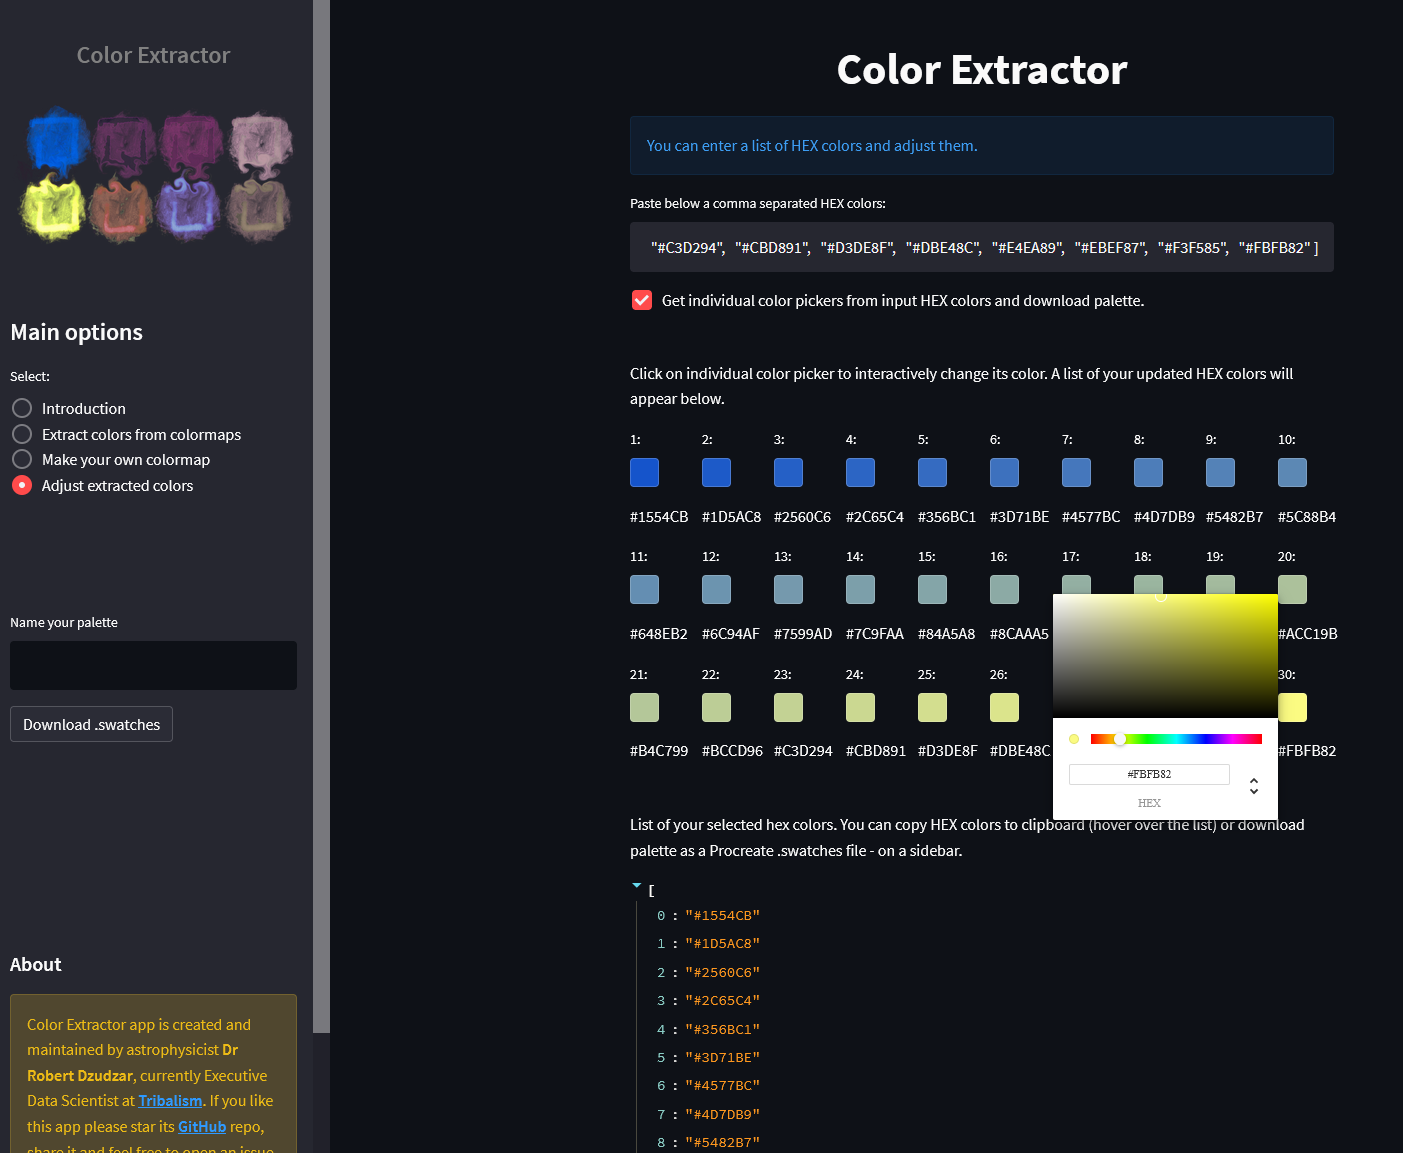 Color Extractor
Main options
Select:
Introduction
Extract colors from colormaps
Make your own colormap
Adjust extracted colors
Name your palette
Download .swatches
About
Color Extractor app is created and
maintained by astrophysicist Dr
Robert Dzudzar, currently Executive
Data Scientist at Tribalism. If you like
this app please star its GitHub repo,
share it and feel free to open an issue
Color Extractor
You can enter a list of HEX colors and adjust them.
Paste below a comma separated HEX colors:
"#C3D294", "#CBD891", "#D3DE8F", "#DBE48C", "#E4EA89", "#EBEF87", "#F3F585", "#FBFB82" ]
Get individual color pickers from input HEX colors and download palette.
Click on individual color picker to interactively change its color. A list of your updated HEX colors will
appear below.
1: 2: 3: 4: 5: 6: 7: 8: 9: 10:
#1554CB #1D5AC8 #2560C6 #2C65C4 #356BC1 #3D71BE #4577BC #4D7DB9 #5482B7 #5C88B4
11: 12: 13: 14: 15: 16: 17: 18: 19: 20:
#648EB2 #6C94AF #7599AD #7C9FAA #84A5A8 #8CAAA5 #ACC19B
21: 22: 23: 24: 25: 26: 30:
#B4C799 #BCCD96 #C3D294 #CBD891 #D3DE8F #DBE48C #FBFB82
#FBFB82
HEX
List of your selected hex colors. You can copy HEX colors to clipboard (hover over the list) or download
palette as a Procreate .swatches file - on a sidebar.
[
0 : "#1554CB"
1 : "#1D5AC8"
2 : "#2560C6"
3 : "#2C65C4"
4 : "#356BC1"
5 : "#3D71BE"
6 : "#4577BC"
7 : "#4D7DB9"
8 : "#5482B7"